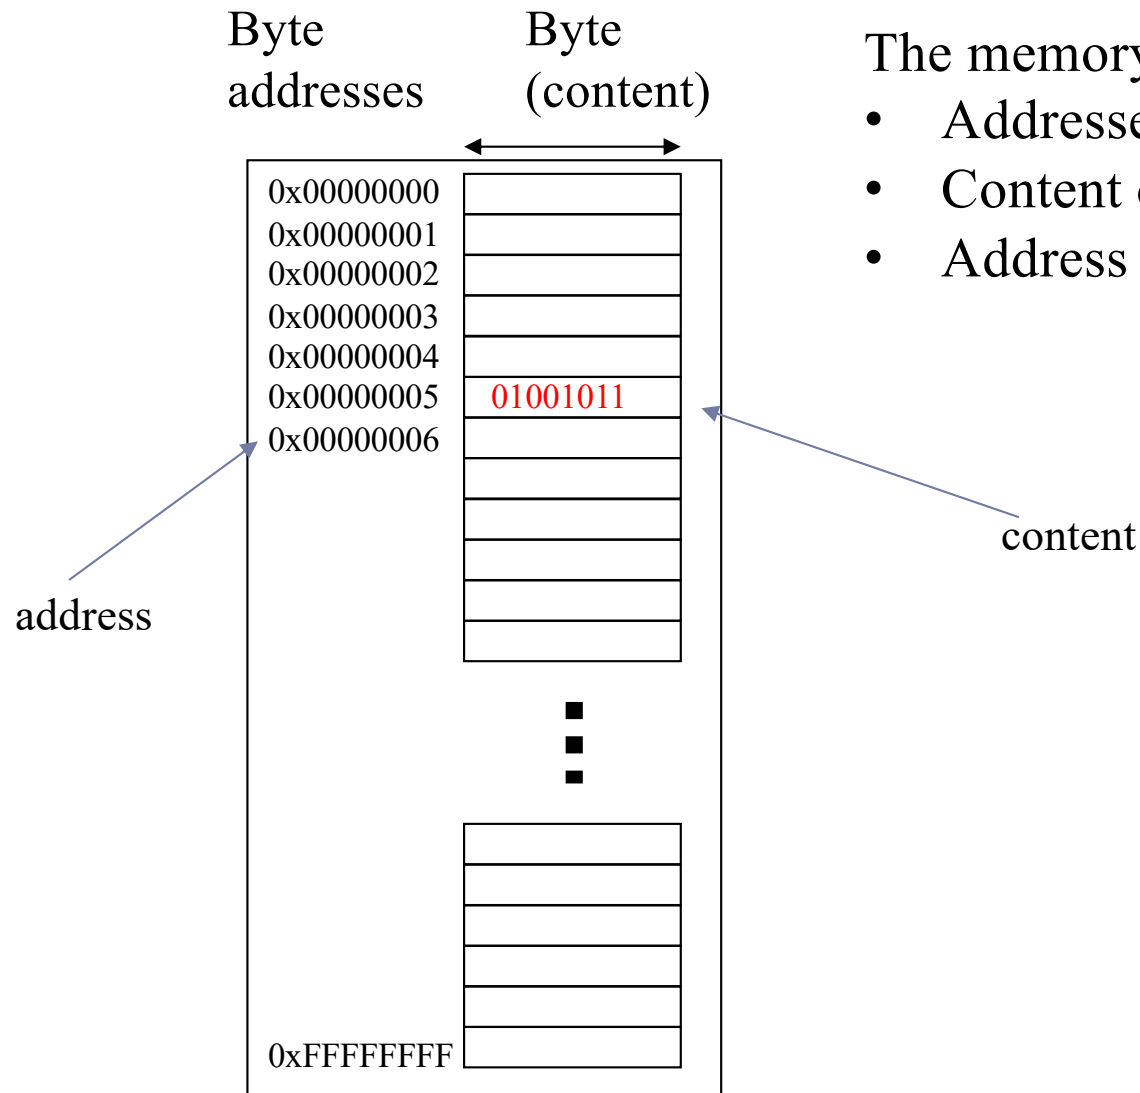 Byte addresses
Byte (content)
The memory
• Addresse
• Content
• Address
0x00000000
0x00000001
0x00000002
0x00000003
0x00000004
0x00000005 01001011
0x00000006
content
address
0xFFFFFFFF